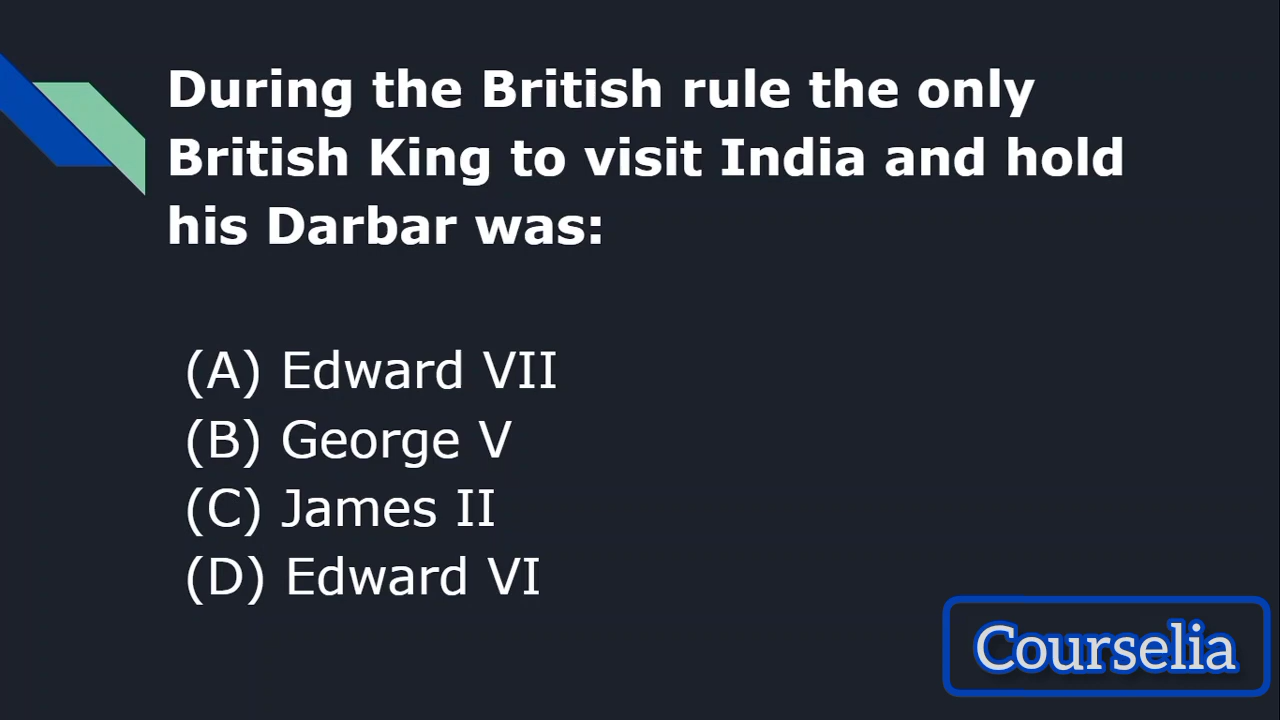 During the British rule the only
British King to visit India and hold
his Darbar was:
(A) Edward VII
(B) George V
(C) James II
(D) Edward VI
Courselia